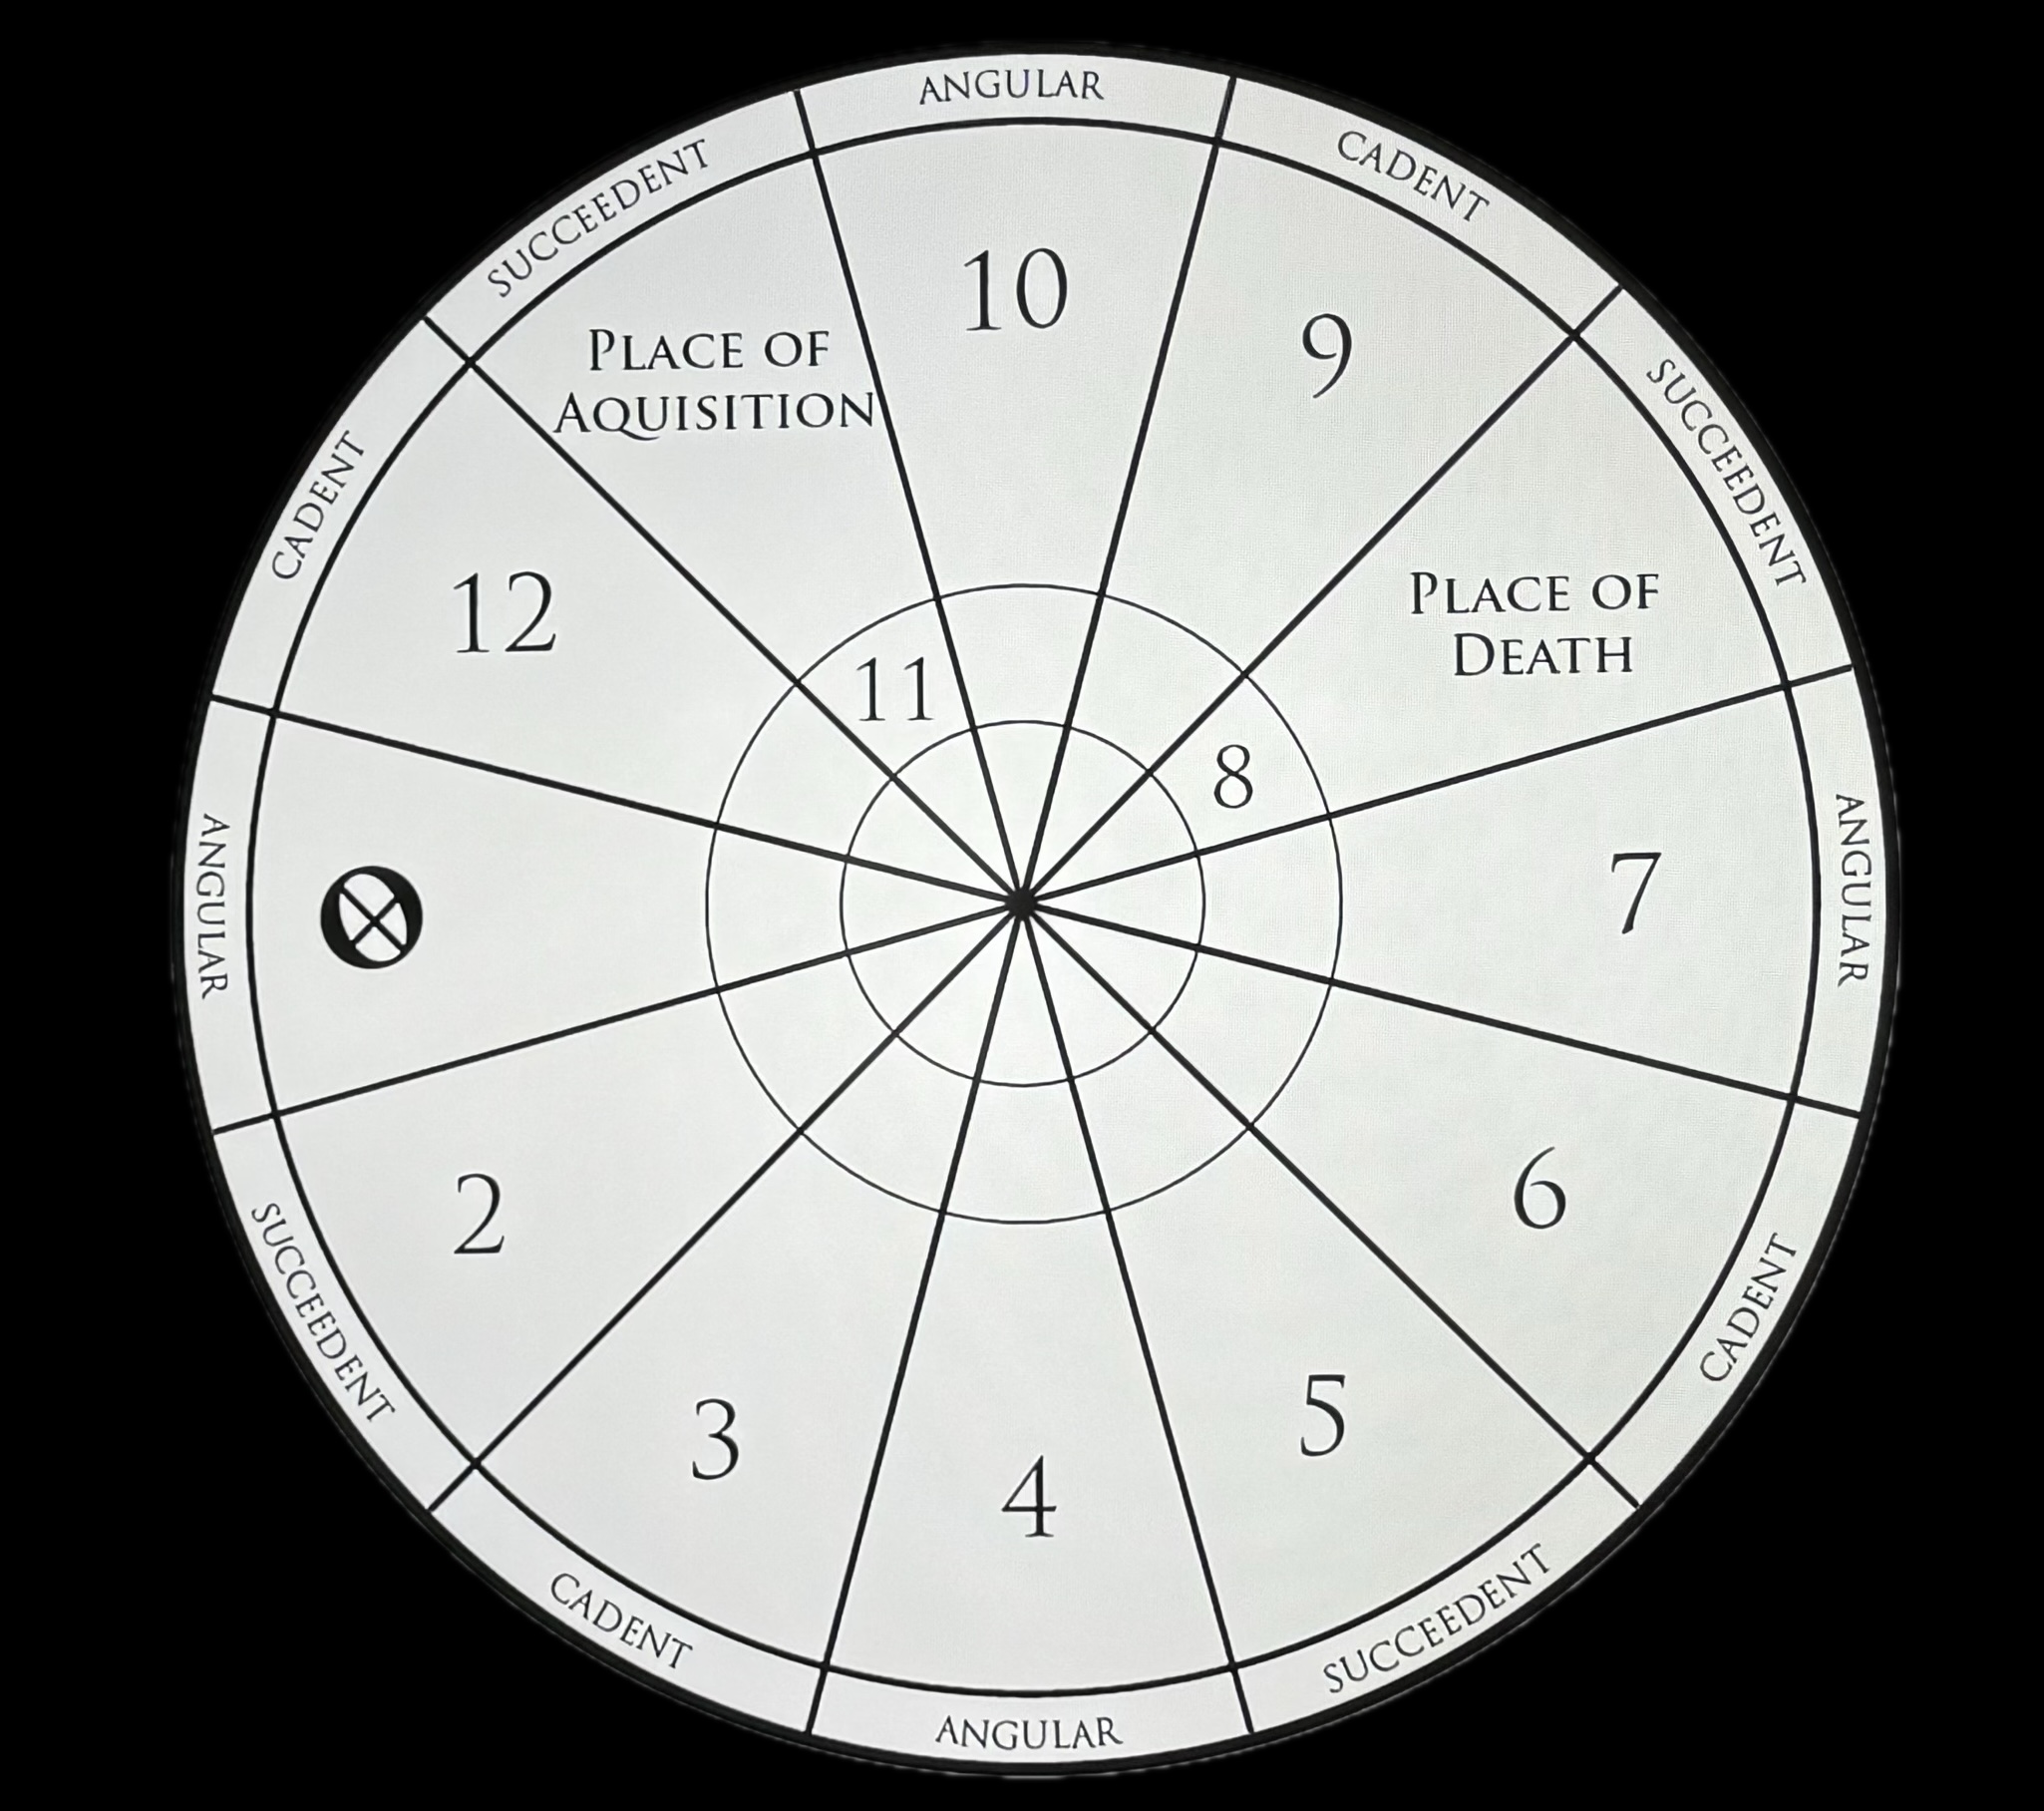 ANGULAR
CADENT
SUCCEEDENT
ANGULAR
CADENT
SUCCEEDENT
ANGULAR
CADENT
SUCCEEDENT
ANGULAR
CADENT
SUCCEEDENT
10
9
PLACE OF
DEATH
8
7
6
5
4
3
2
12
PLACE OF
AQUISITION
11